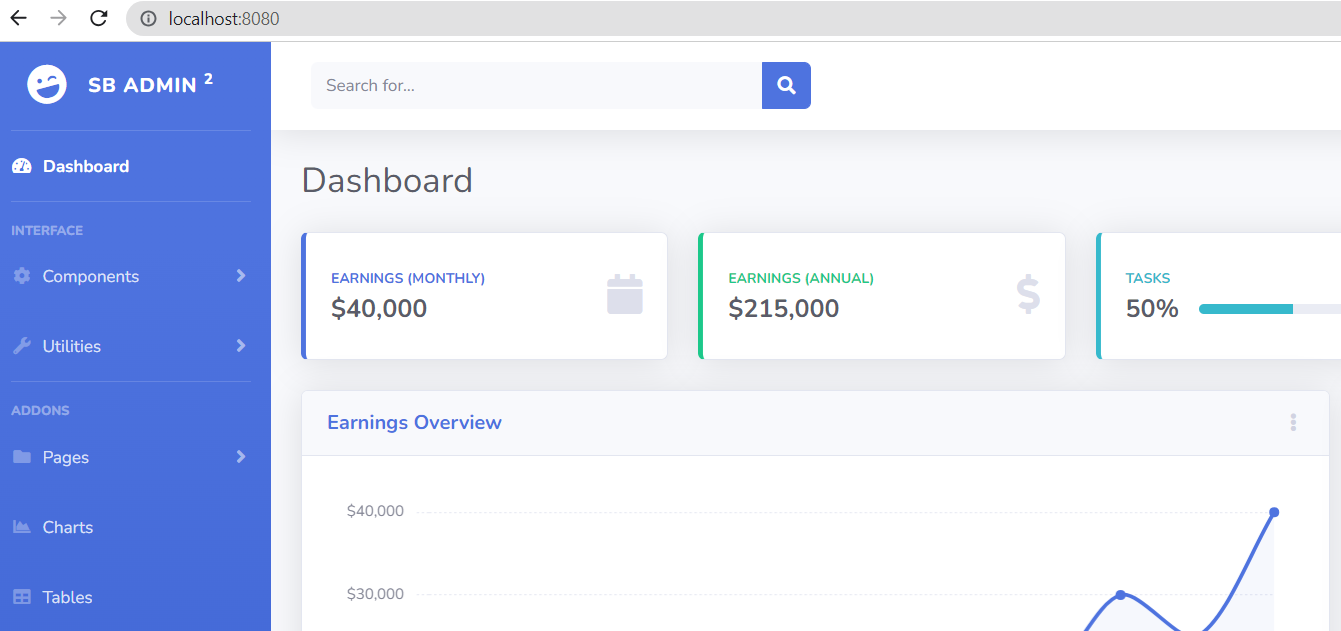 localhost:8080
SB ADMIN 2
Search for...
Dashboard
INTERFACE
Components
Utilities
ADDONS
Pages
Charts
Tables
Dashboard
EARNINGS (MONTHLY)
$40,000
EARNINGS (ANNUAL)
$215,000
TASKS
50%
Earnings Overview
$40,000
$30,000